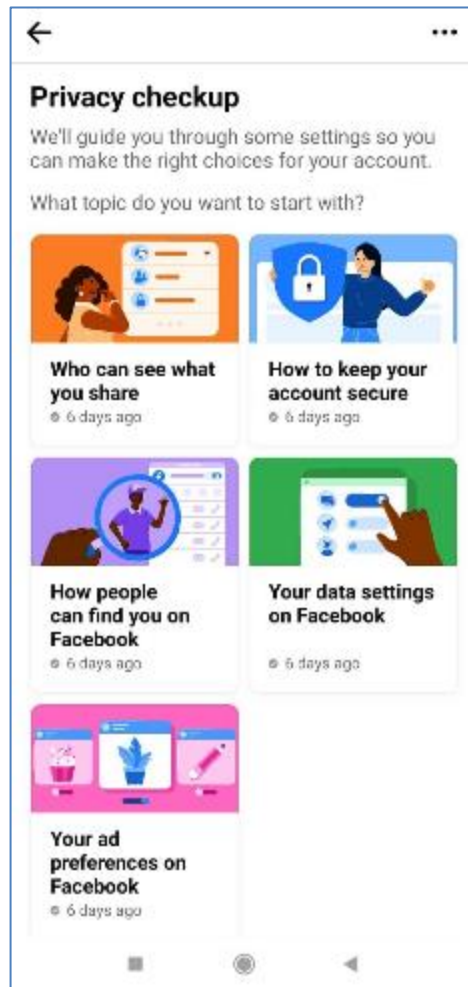 Privacy checkup
We'll guide you through some settings so you
can make the right choices for your account.
What topic do you want to start with?
Who can see what
you share
6 days ago
How to keep your
account secure
6 days ago
How people
can find you on
Facebook
6 days ago
Your data settings
on Facebook
6 days ago
Your ad
preferences on
Facebook
6 days ago